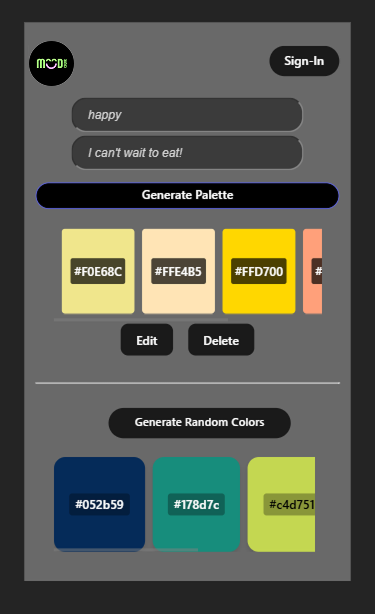 MOOD
Sign-In
happy
I can't wait to eat!
Generate Palette
#F0E68C #FFE4B5 #FFD700 #
Edit Delete
Generate Random Colors
#052b59 #178d7c #c4d751